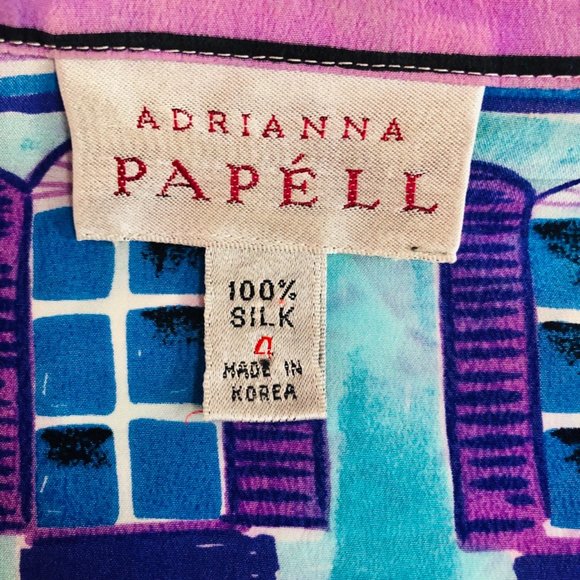 ADRIANNA
PAPÉLL
100%
SILK
4
MADE IN
KOREA